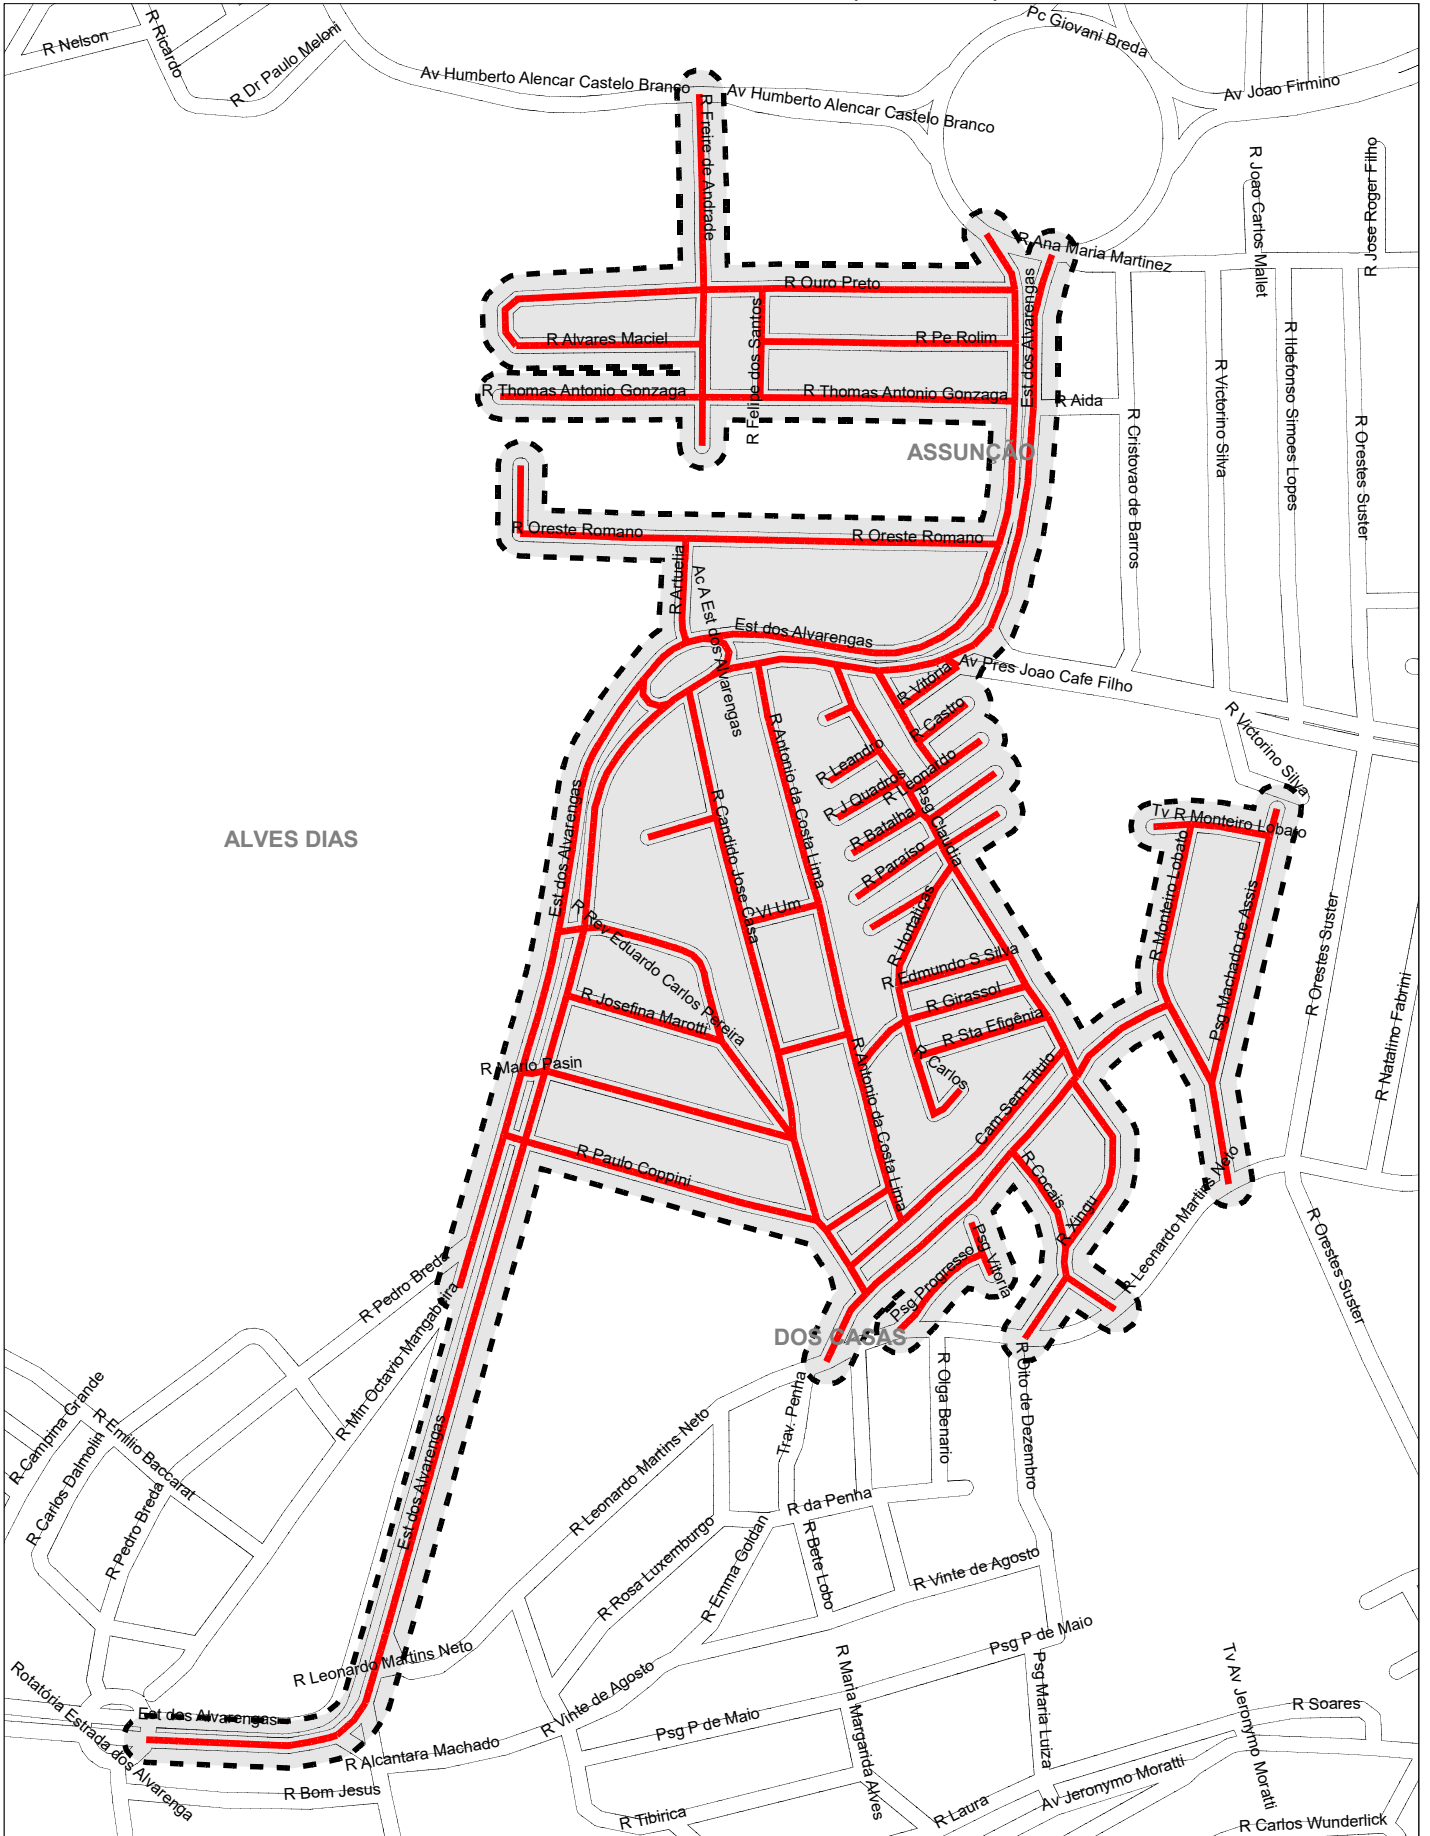 Pc Giovani Breda
R Nelson
R Ricardo
R Dr Paulo Meloni
Av Humberto Alencar Castelo Branco
Av Humberto Alencar Castelo Branco
Av Joao Firmino
R Freire de Andrade
R Joao Carlos Mallet
R Jose Roger Filho
R Ana Maria Martinez
R Ouro Preto
Est dos Alvarengas
R Alvares Maciel
R Felipe dos Santos
R Pe Rolim
R Thomas Antonio Gonzaga
R Thomas Antonio Gonzaga
R Aida
R Cristovao de Barros
R Victorino Silva
R Ildefonso Simoes Lopes
R Orestes Suster
ASSUNÇÃO
R Oreste Romano
R Oreste Romano
R Artuelia
Ac A Est dos Alvarengas
Est dos Alvarengas
Av Pres Joao Cafe Filho
R Vitória
R Castro
R Victorino Silva
R Antonio da Costa Lima
R Leandro
R Leonardo
R J Quadros
R Candido Jose Casa
Psg Claudia
R Batalha
R Paraíso
Tv R Monteiro Lobato
R Monteiro Lobato
ALVES DIAS
Est dos Alvarengas
Vl Um
R Hortaliças
Psg Machado de Assis
R Orestes Suster
R Rev Eduardo Carlos Pereira
R Edmundo S Silva
R Girassol
R Josefina Marotti
R Sta Efigênia
R Natalino Fabrini
R Mario Pasin
R Antonio da Costa Lima
R Carlos
Cam Sem Titulo
R Paulo Coppini
R Cocais
R Xingu
R Leonardo Martins Neto
R Orestes Suster
Psg Vitoria
Psg Progresso
R Pedro Breda
R Min Octavio Mangabeira
DOS CASAS
R Olga Benario
R Oito de Dezembro
Trav. Penha
R Campina Grande
R Emilio Baccarat
R Carlos Dalmolin
R Pedro Breda
Est dos Alvarengas
R Leonardo Martins Neto
R da Penha
R Rosa Luxemburgo
R Emma Goldan
R Bete Lobo
R Vinte de Agosto
Psg P de Maio
R Leonardo Martins Neto
R Vinte de Agosto
Psg P de Maio
R Maria Margarida Alves
Psg Maria Luiza
Tv Av Jeronymo Moratti
R Soares
Rotatória Estrada dos Alvarenga
Est dos Alvarengas
R Alcantara Machado
R Bom Jesus
R Tibirica
R Laura
Av Jeronymo Moratti
R Carlos Wunderlick